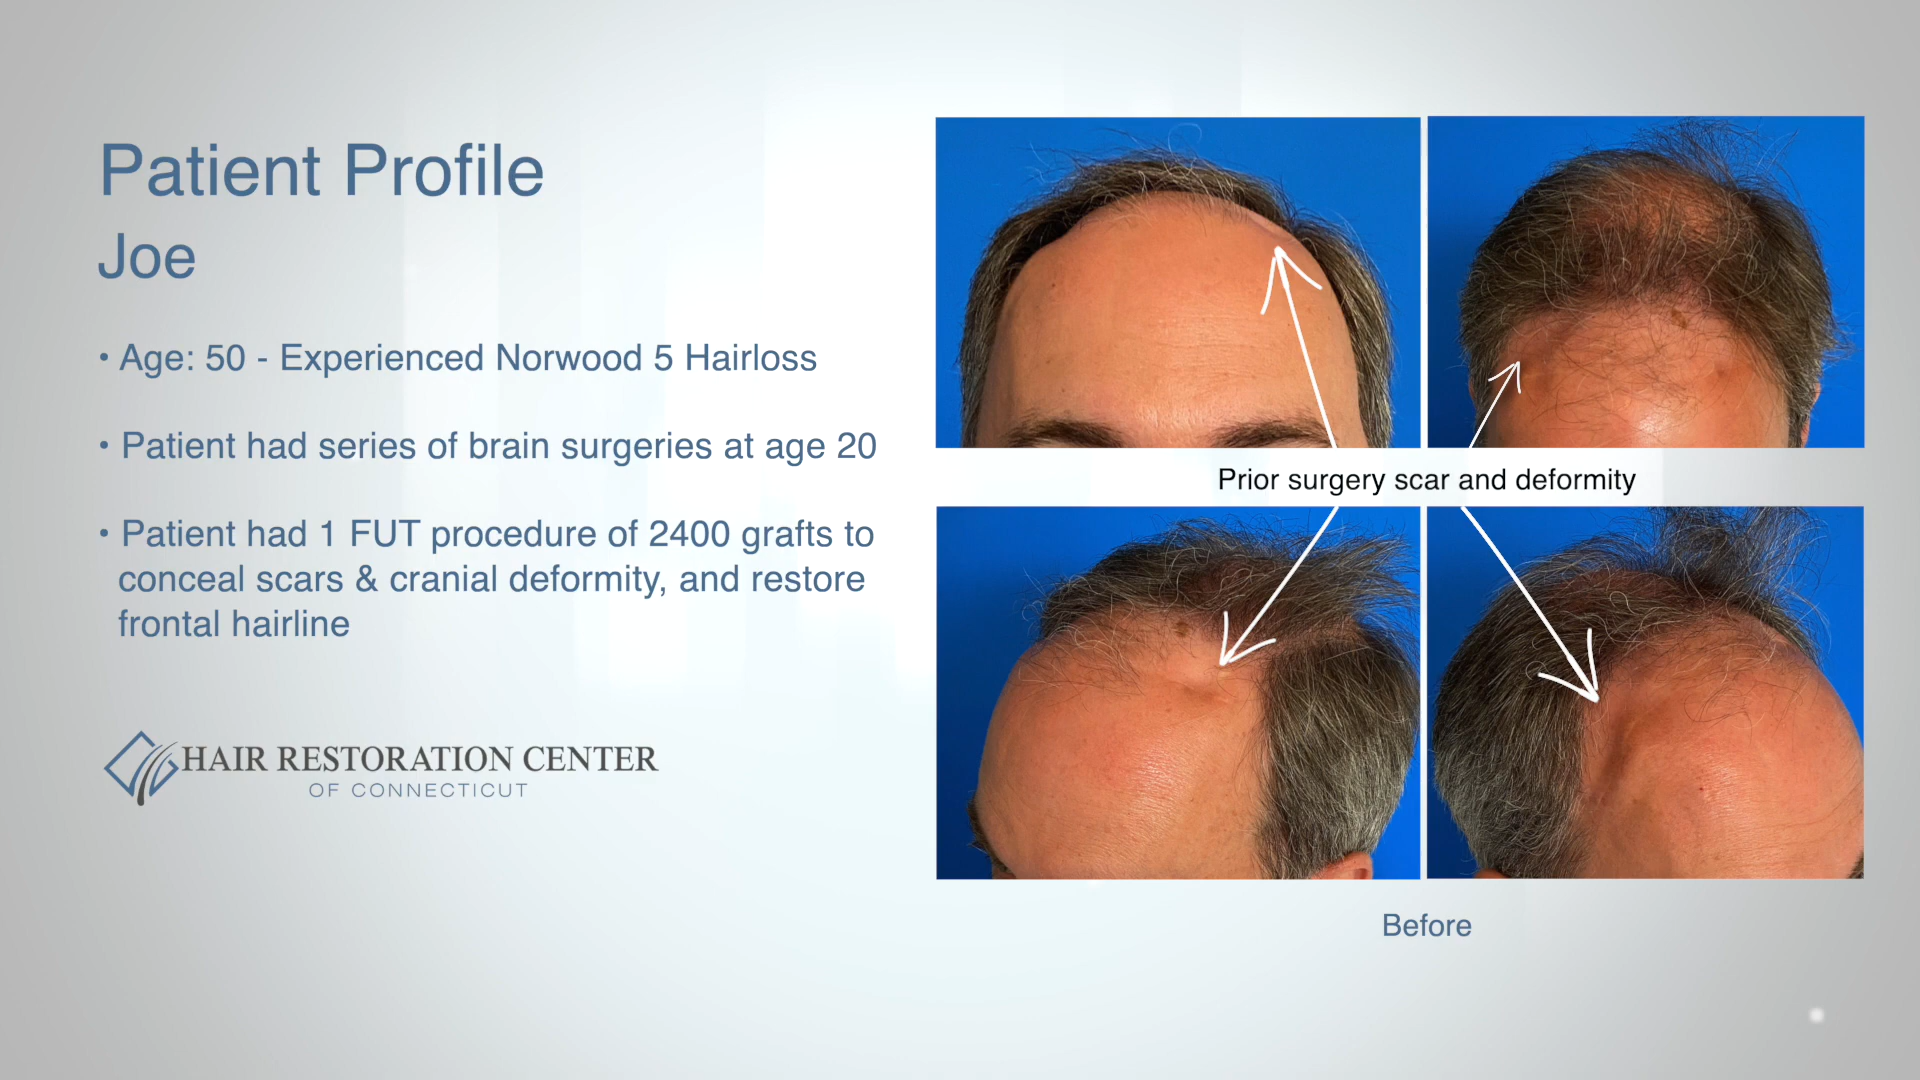 Patient Profile
Joe
• Age: 50 - Experienced Norwood 5 Hairloss
• Patient had series of brain surgeries at age 20
• Patient had 1 FUT procedure of 2400 grafts to
conceal scars & cranial deformity, and restore
frontal hairline
HAIR RESTORATION CENTER
OF CONNECTICUT
Prior surgery scar and deformity
Before